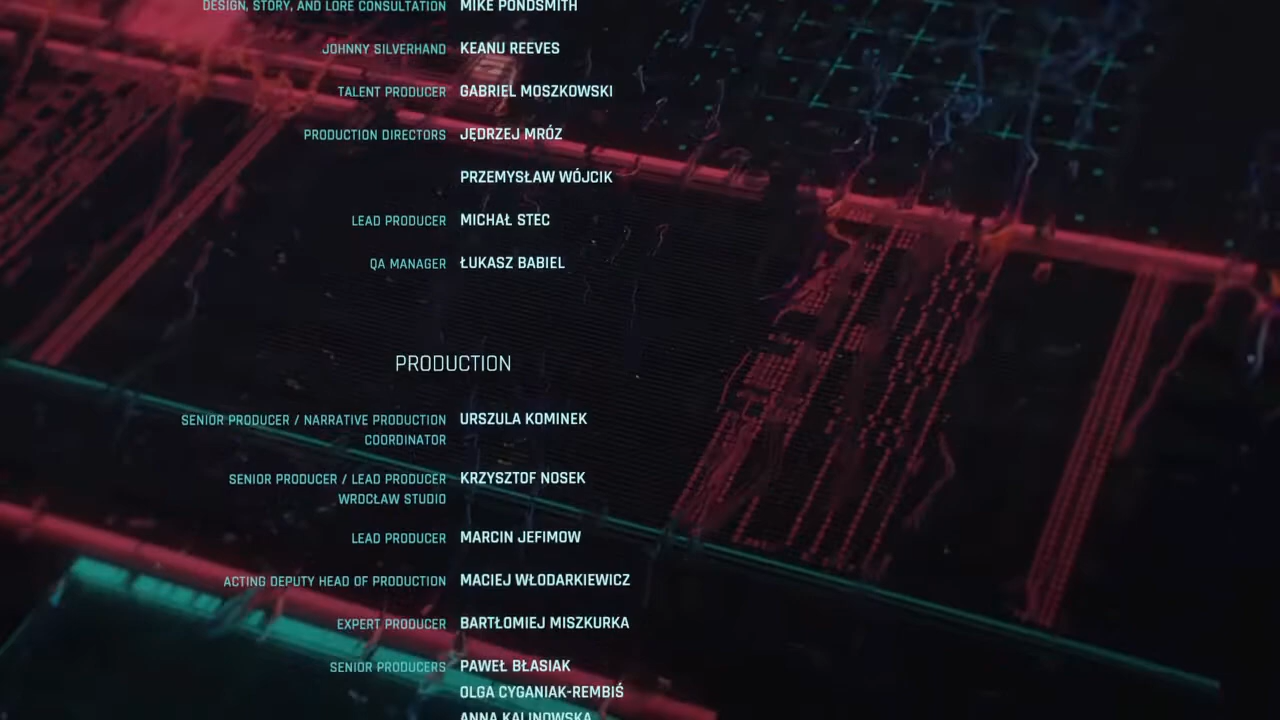 DESIGN, STORY, AND LORE CONSULTATION MIKE PONDSMITH
JOHNNY SILVERHAND KEANU REEVES
TALENT PRODUCER GABRIEL MOSZKOWSKI
PRODUCTION DIRECTORS JĘDRZEJ MRÓZ
PRZEMYSŁAW WÓJCIK
LEAD PRODUCER MICHAŁ STEC
QA MANAGER ŁUKASZ BABIEL
PRODUCTION
SENIOR PRODUCER / NARRATIVE PRODUCTION URSZULA KOMINEK
COORDINATOR
SENIOR PRODUCER / LEAD PRODUCER KRZYSZTOF NOSEK
WROCŁAW STUDIO
LEAD PRODUCER MARCIN JEFIMOW
ACTING DEPUTY HEAD OF PRODUCTION MACIEJ WŁODARKIEWICZ
EXPERT PRODUCER BARTŁOMIEJ MISZKURKA
SENIOR PRODUCERS PAWEŁ BŁASIAK
OLGA CYGANIAK-REMBIŚ
ANNA KALINOWSKA